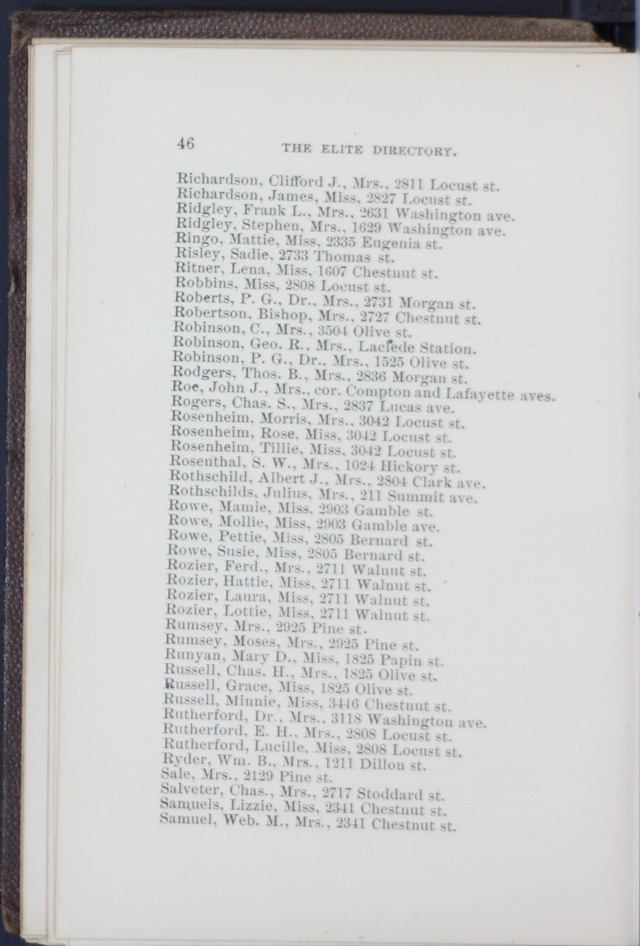 46
THE ELITE DIRECTORY.
Richardson, Clifford J., Mrs., 2811 Locust st.
Richardson, James, Miss, 2827 Locust st.
Ridgley, Frank L., Mrs., 2631 Washington ave.
Ridgley, Stephen, Mrs., 1629 Washington ave.
Ringo, Mattie, Miss, 2335 Eugenia st.
Risley, Sadie, 2733 Thomas st.
Ritner, Lena, Miss, 1607 Chestnut st.
Robbins, Miss, 2808 Locust st.
Roberts, P. G., Dr., Mrs., 2731 Morgan st.
Robertson, Bishop, Mrs., 2727 Chestnut st.
Robinson, C., Mrs., 3504 Olive st.
Robinson, Geo. R., Mrs., Laclede Station.
Robinson, P. G., Dr., Mrs., 1525 Olive st.
Rodgers, Thos. B., Mrs., 2836 Morgan st.
Roe, John J., Mrs., cor. Compton and Lafayette aves.
Rogers, Chas. S., Mrs., 2837 Lucas ave.
Rosenheim, Morris, Mrs., 3042 Locust st.
Rosenheim, Rose, Miss, 3042 Locust st.
Rosenheim, Tillie, Miss, 3042 Locust st.
Rosenthal, S. W., Mrs., 1024 Hickory st.
Rothschild, Albert J., Mrs., 2804 Clark ave.
Rothschilds, Julius, Mrs., 211 Summit ave.
Rowe, Mamie, Miss, 2903 Gamble st.
Rowe, Mollie, Miss, 2903 Gamble ave.
Rowe, Pettie, Miss, 2805 Bernard st.
Rowe, Susie, Miss, 2805 Bernard st.
Rozier, Ferd., Mrs., 2711 Walnut st.
Rozier, Hattie, Miss, 2711 Walnut st.
Rozier, Laura, Miss, 2711 Walnut st.
Rozier, Lottie, Miss, 2711 Walnut st.
Rumsey, Mrs., 2925 Pine st.
Rumsey, Moses, Mrs., 2925 Pine st.
Runyan, Mary D., Miss, 1825 Papin st.
Russell, Chas. H., Mrs., 1825 Olive st.
Russell, Grace, Miss, 1825 Olive st.
Russell, Minnie, Miss, 3446 Chestnut st.
Rutherford, Dr., Mrs., 3118 Washington ave.
Rutherford, E. H., Mrs., 2808 Locust st.
Rutherford, Lucille, Miss, 2808 Locust st.
Ryder, Wm. B., Mrs., 1211 Dillon st.
Sale, Mrs., 2129 Pine st.
Salveter, Chas., Mrs., 2717 Stoddard st.
Samuels, Lizzie, Miss, 2341 Chestnut st.
Samuel, Web. M., Mrs., 2341 Chestnut st.